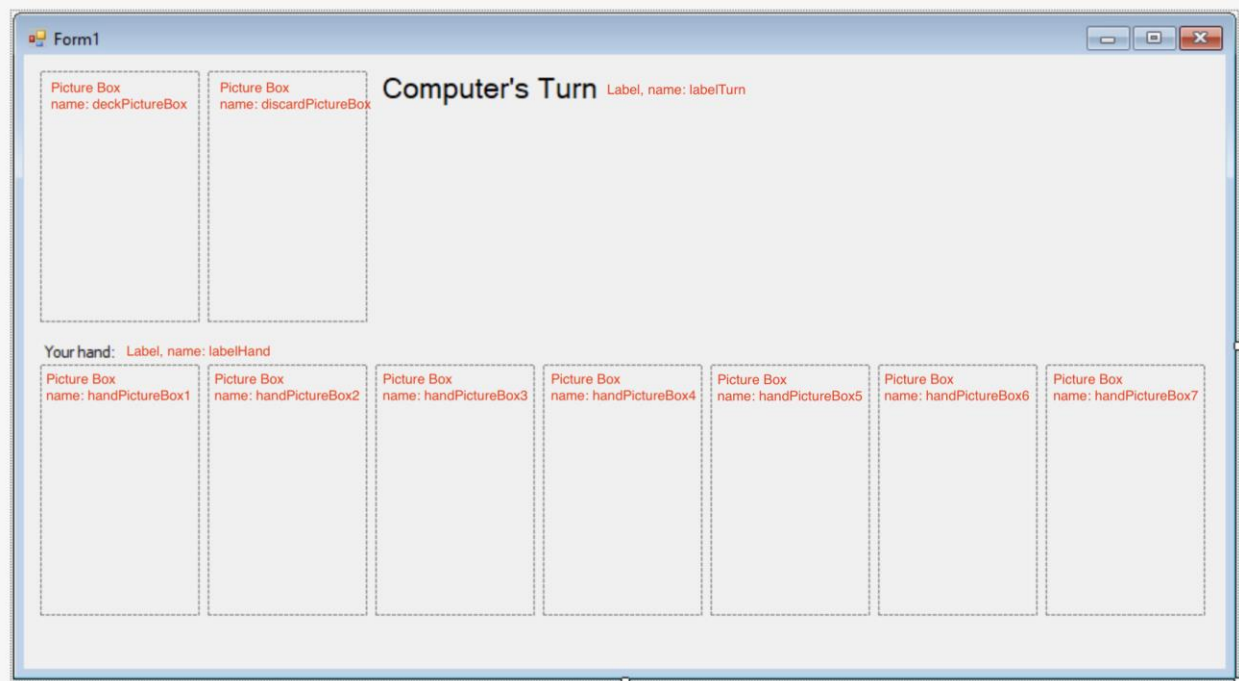 Form1
Picture Box
name: deckPictureBox
Picture Box
name: discardPictureBox
Computer's Turn Label, name: labelTurn
Your hand: Label, name: labelHand
Picture Box
name: handPictureBox1
Picture Box
name: handPictureBox2
Picture Box
name: handPictureBox3
Picture Box
name: handPictureBox4
Picture Box
name: handPictureBox5
Picture Box
name: handPictureBox6
Picture Box
name: handPictureBox7